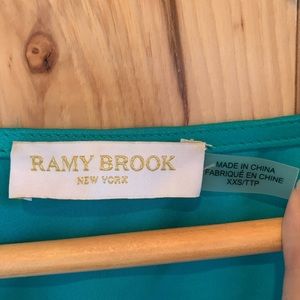 RAMY BROOK
NEW YORK
MADE IN CHINA
FABRIQUÉ EN CHINE
XXS/TTP